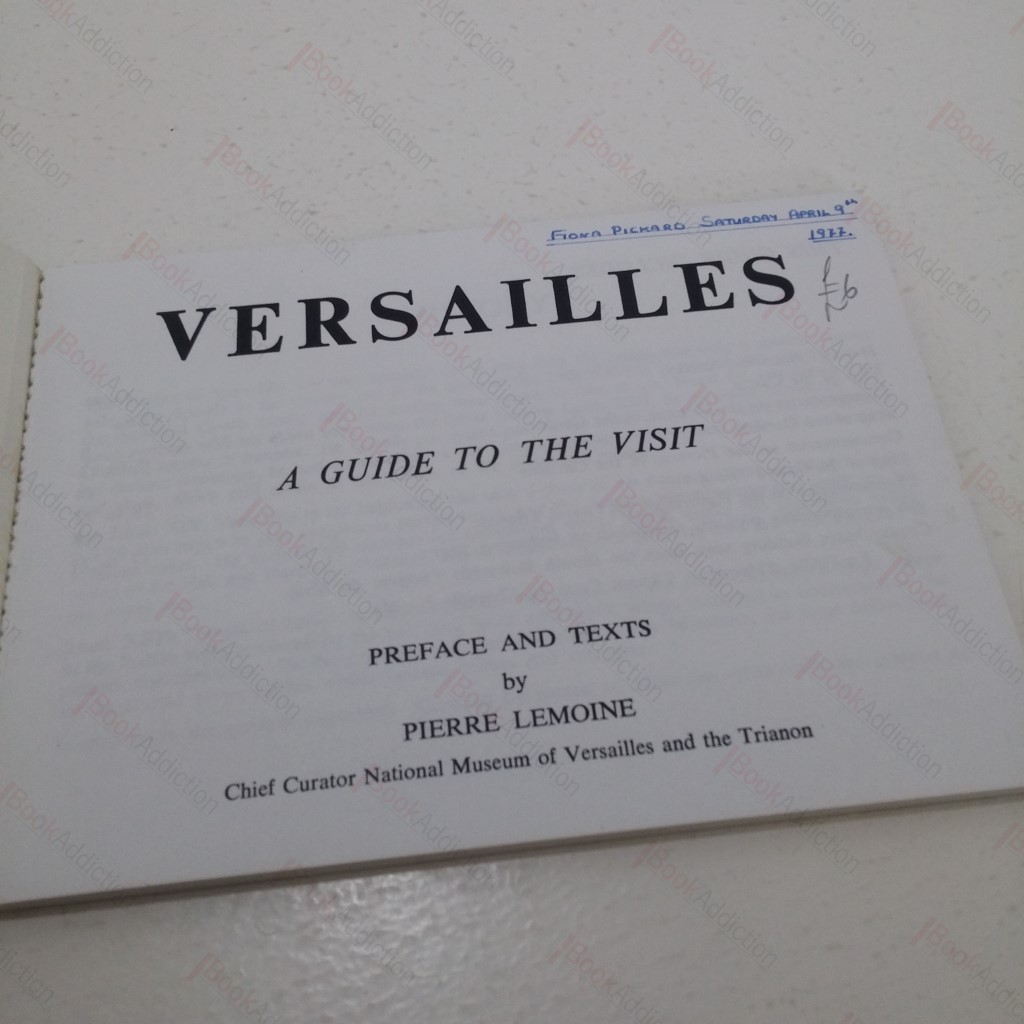 FIONA PICKARD SATURDAY APRIL 9th
1977.
VERSAILLES
£6
A GUIDE TO THE VISIT
PREFACE AND TEXTS
by
PIERRE LEMOINE
Chief Curator National Museum of Versailles and the Trianon
BookAddiction